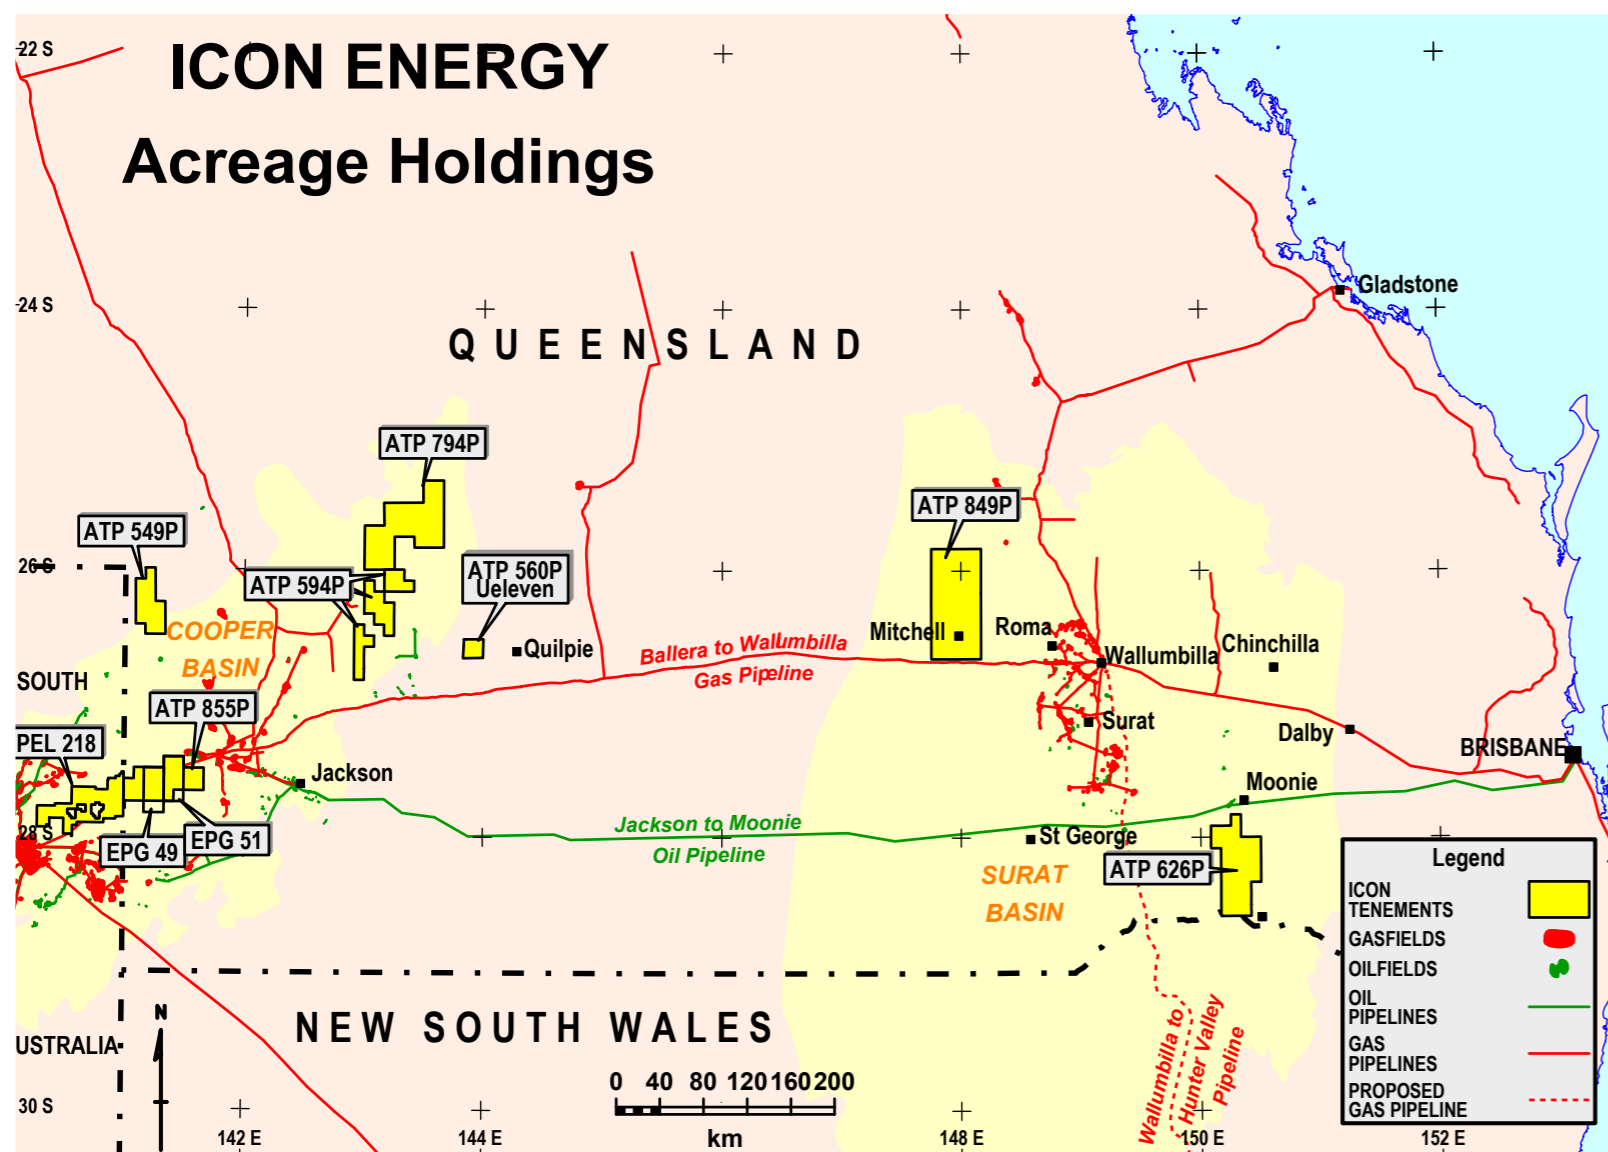 ICON ENERGY
Acreage Holdings
22 S
24 S
26 S
28 S
30 S
142 E
144 E
148 E
150 E
152 E
QUEENSLAND
Gladstone
ATP 794P
ATP 549P
ATP 594P
ATP 560P
Ueleven
Quilpie
ATP 849P
Mitchell
Roma
Wallumbilla
Chinchilla
COOPER
BASIN
Ballera to Wallumbilla
Gas Pipeline
SOUTH
ATP 855P
PEL 218
Jackson
Surat
Dalby
BRISBANE
Moonie
EPG 49
EPG 51
Jackson to Moonie
Oil Pipeline
St George
SURAT
BASIN
ATP 626P
NEW SOUTH WALES
USTRALIA
N
0 40 80 120 160 200
km
Wallumbilla to
Hunter Valley
Pipeline
Legend
ICON
TENEMENTS
GASFIELDS
OILFIELDS
OIL
PIPELINES
GAS
PIPELINES
PROPOSED
GAS PIPELINE